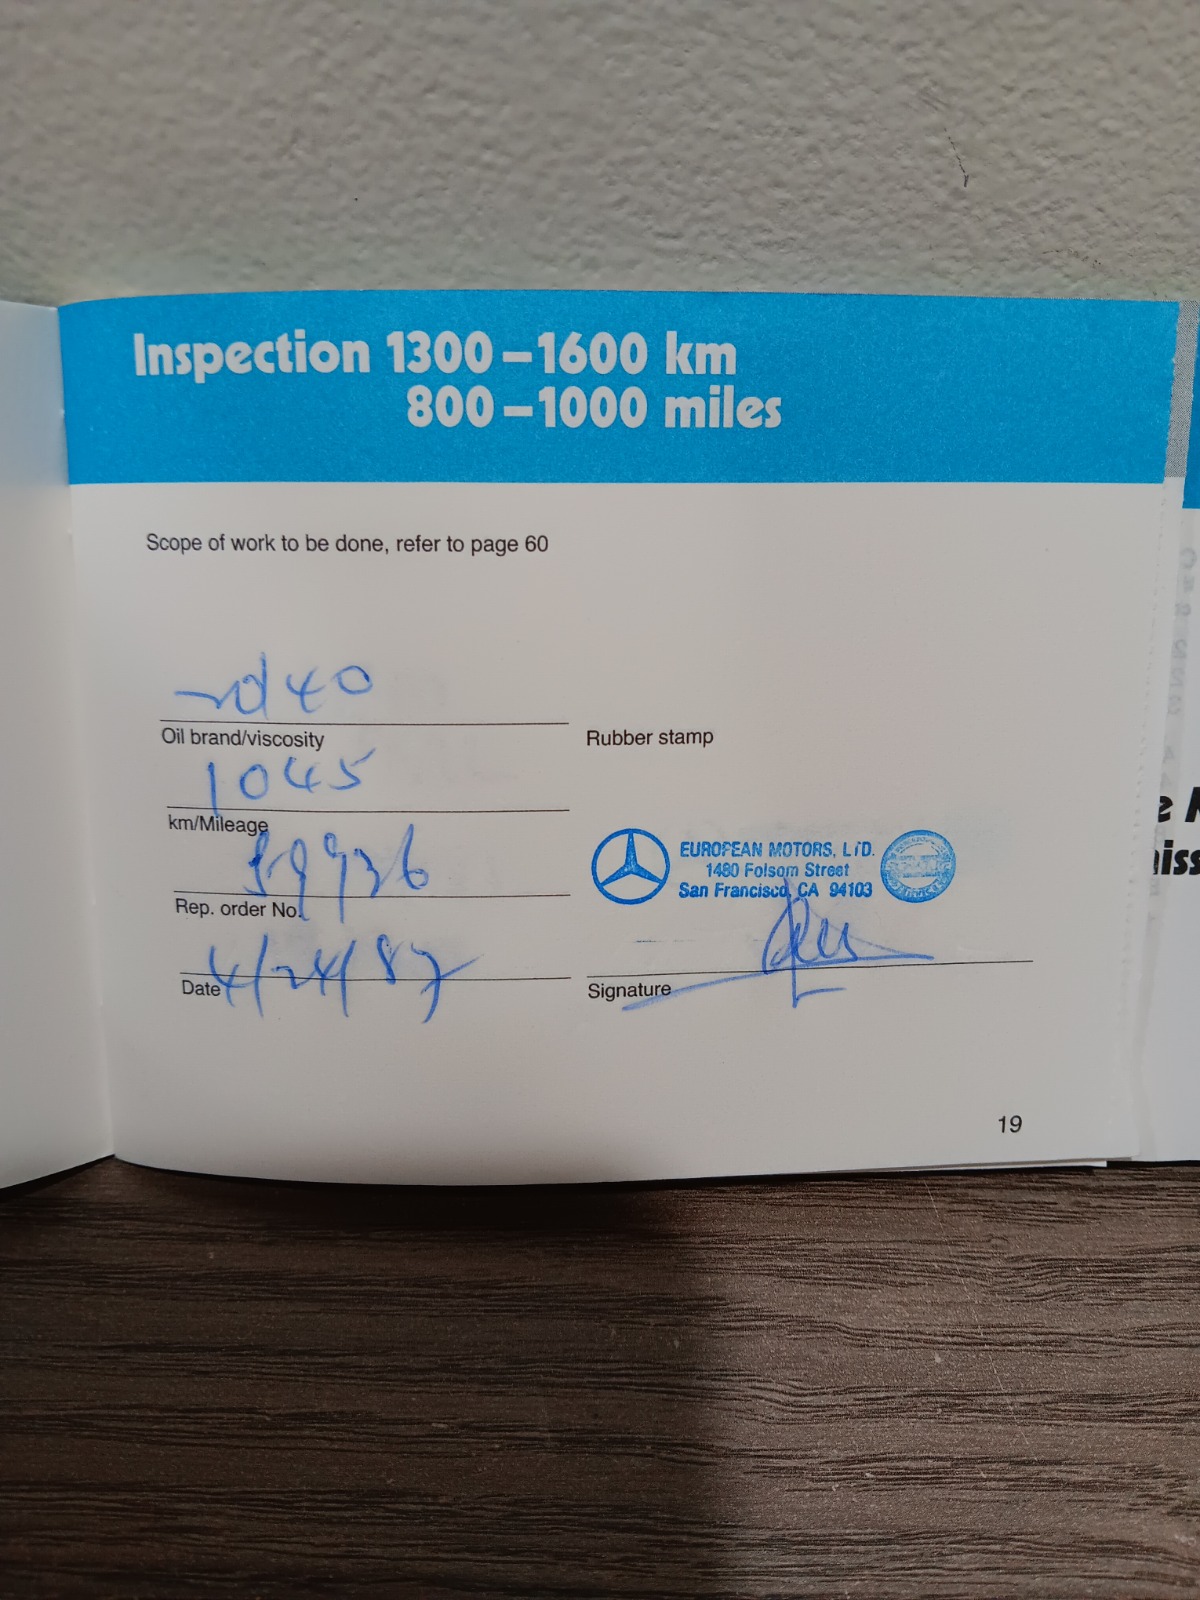 Inspection 1300–1600 km
800–1000 miles
Scope of work to be done, refer to page 60
40
Oil brand/viscosity
Rubber stamp
1045
km/Mileage
EUROPEAN MOTORS, LTD.
1480 Folsom Street
San Francisco, CA 94103
Rep. order No.
4/24/87
Date
Signature
19